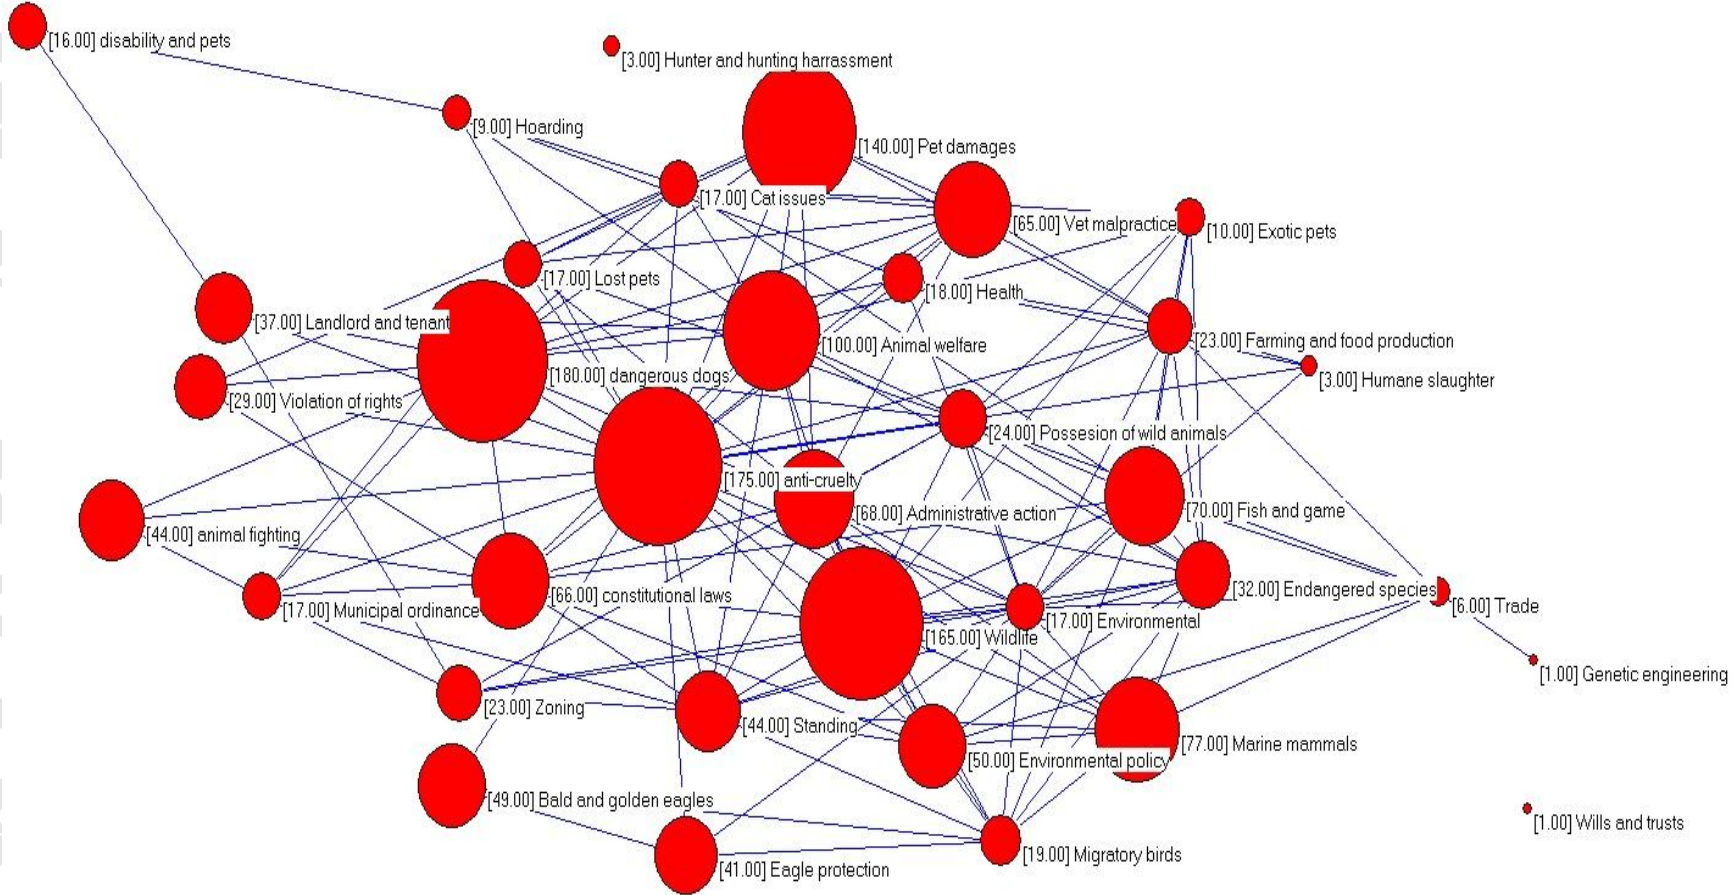 [16.00] disability and pets
[3.00] Hunter and hunting harrassment
[9.00] Hoarding
[140.00] Pet damages
[17.00] Cat issues
[65.00] Vet malpractice
[10.00] Exotic pets
[17.00] Lost pets
[18.00] Health
[37.00] Landlord and tenant
[23.00] Farming and food production
[100.00] Animal welfare
[180.00] dangerous dogs
[3.00] Humane slaughter
[29.00] Violation of rights
[24.00] Possesion of wild animals
[175.00] anti-cruelty
[68.00] Administrative action
[70.00] Fish and game
[44.00] animal fighting
[32.00] Endangered species
[66.00] constitutional laws
[6.00] Trade
[17.00] Municipal ordinance
[17.00] Environmental
[165.00] Wildlife
[1.00] Genetic engineering
[23.00] Zoning
[44.00] Standing
[77.00] Marine mammals
[50.00] Environmental policy
[49.00] Bald and golden eagles
[1.00] Wills and trusts
[19.00] Migratory birds
[41.00] Eagle protection